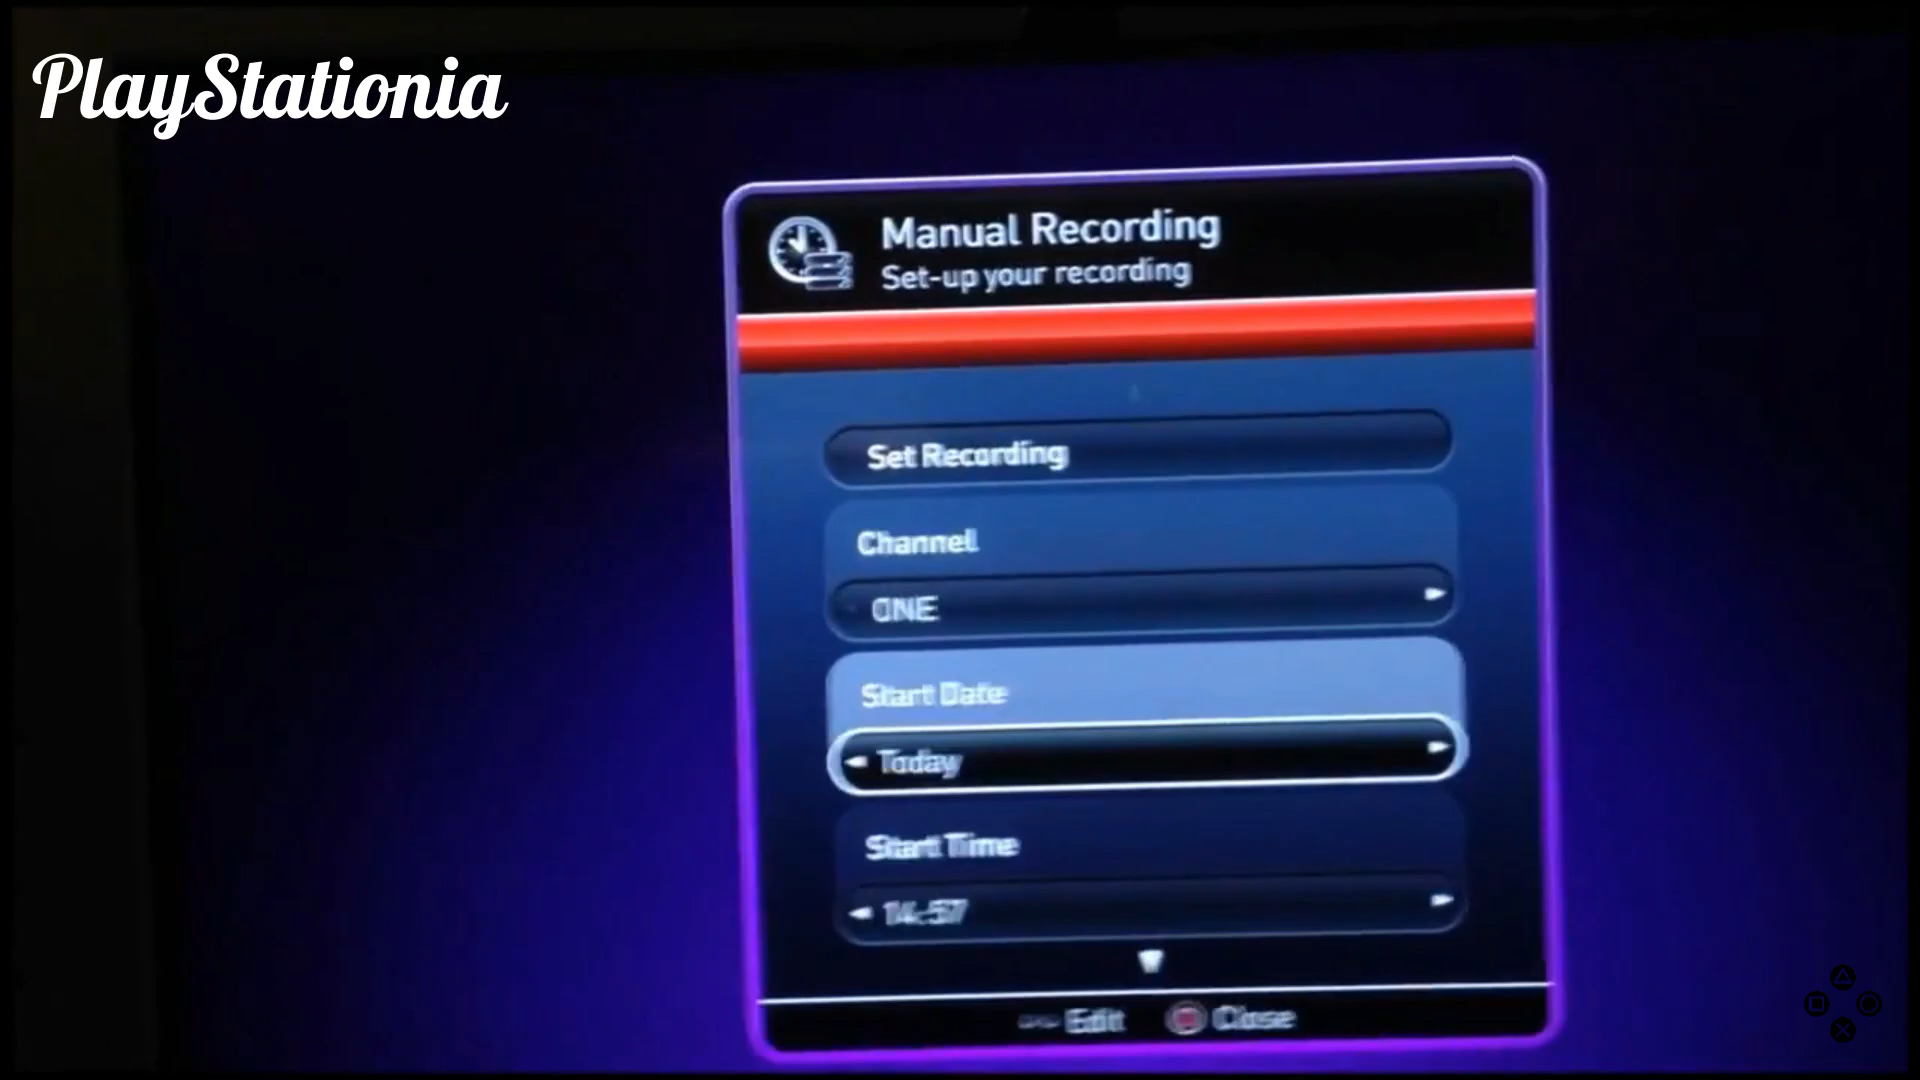 PlayStationia
Manual Recording
Set-up your recording
Set Recording
Channel
ONE
Start Date
Today
Start Time
14:57
Edit
Close